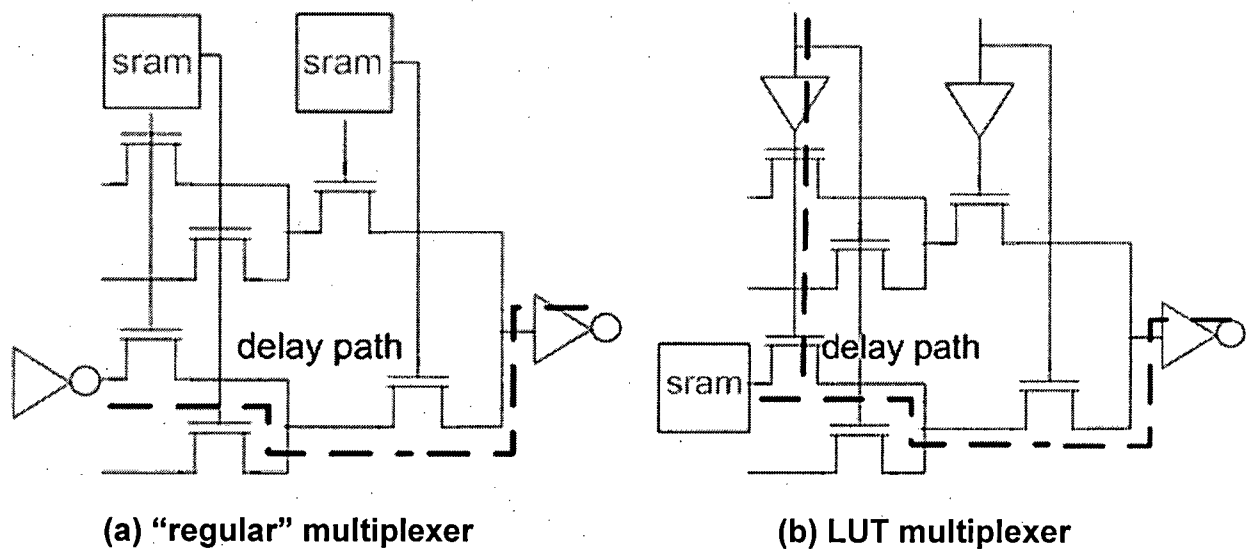 sram
sram
delay path
delay path
sram
(a) “regular” multiplexer
(b) LUT multiplexer